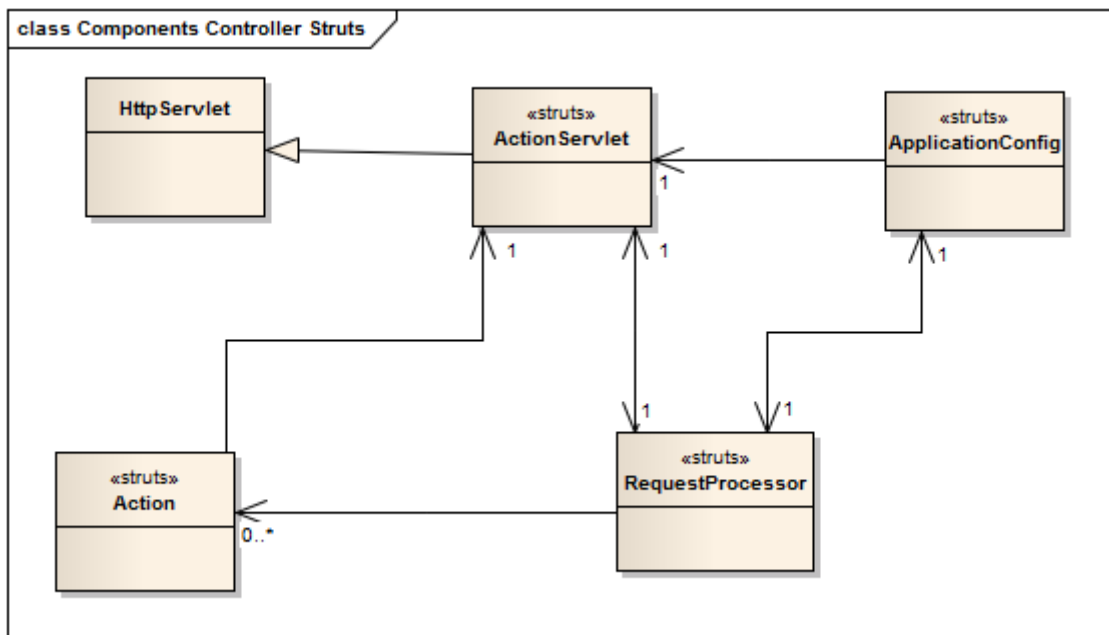 class Components Controller Struts
HttpServlet
«struts»
ActionServlet
«struts»
ApplicationConfig
1
1
1
1
1
1
«struts»
Action
«struts»
RequestProcessor
0..*